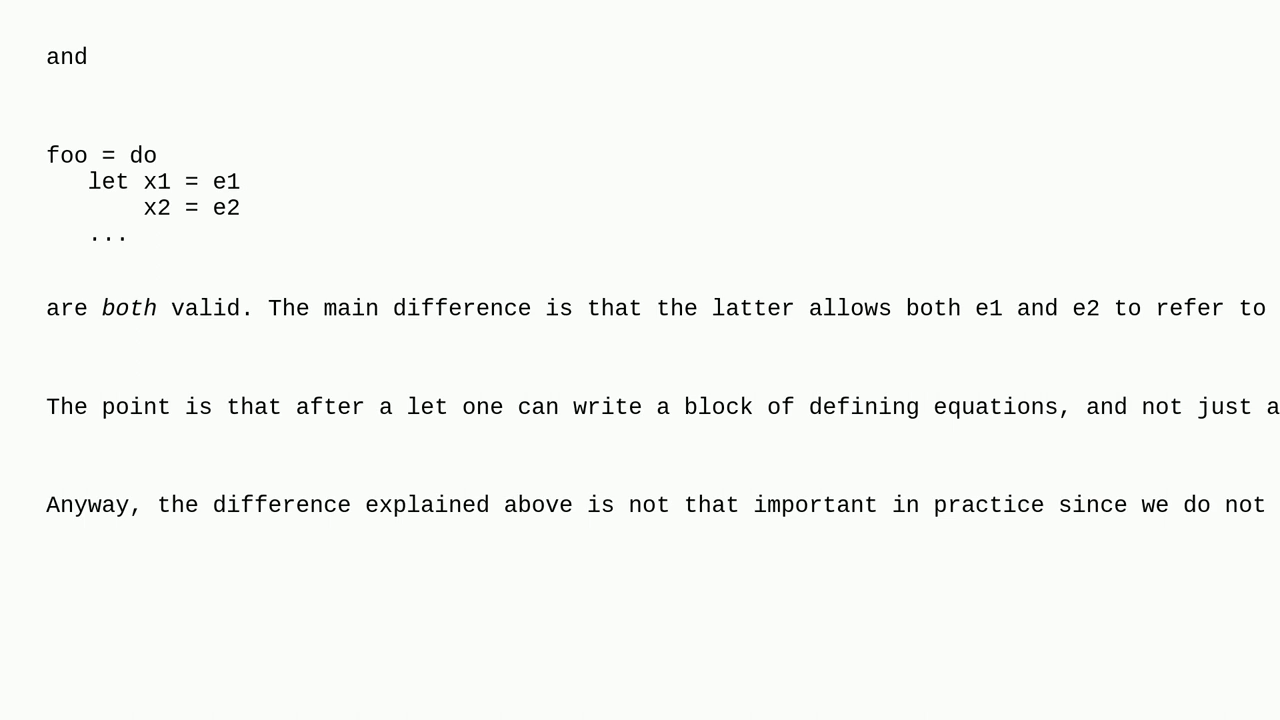 and
foo = do
   let x1 = e1
       x2 = e2
   ...
are both valid. The main difference is that the latter allows both e1 and e2 to refer to
The point is that after a let one can write a block of defining equations, and not just a
Anyway, the difference explained above is not that important in practice since we do not